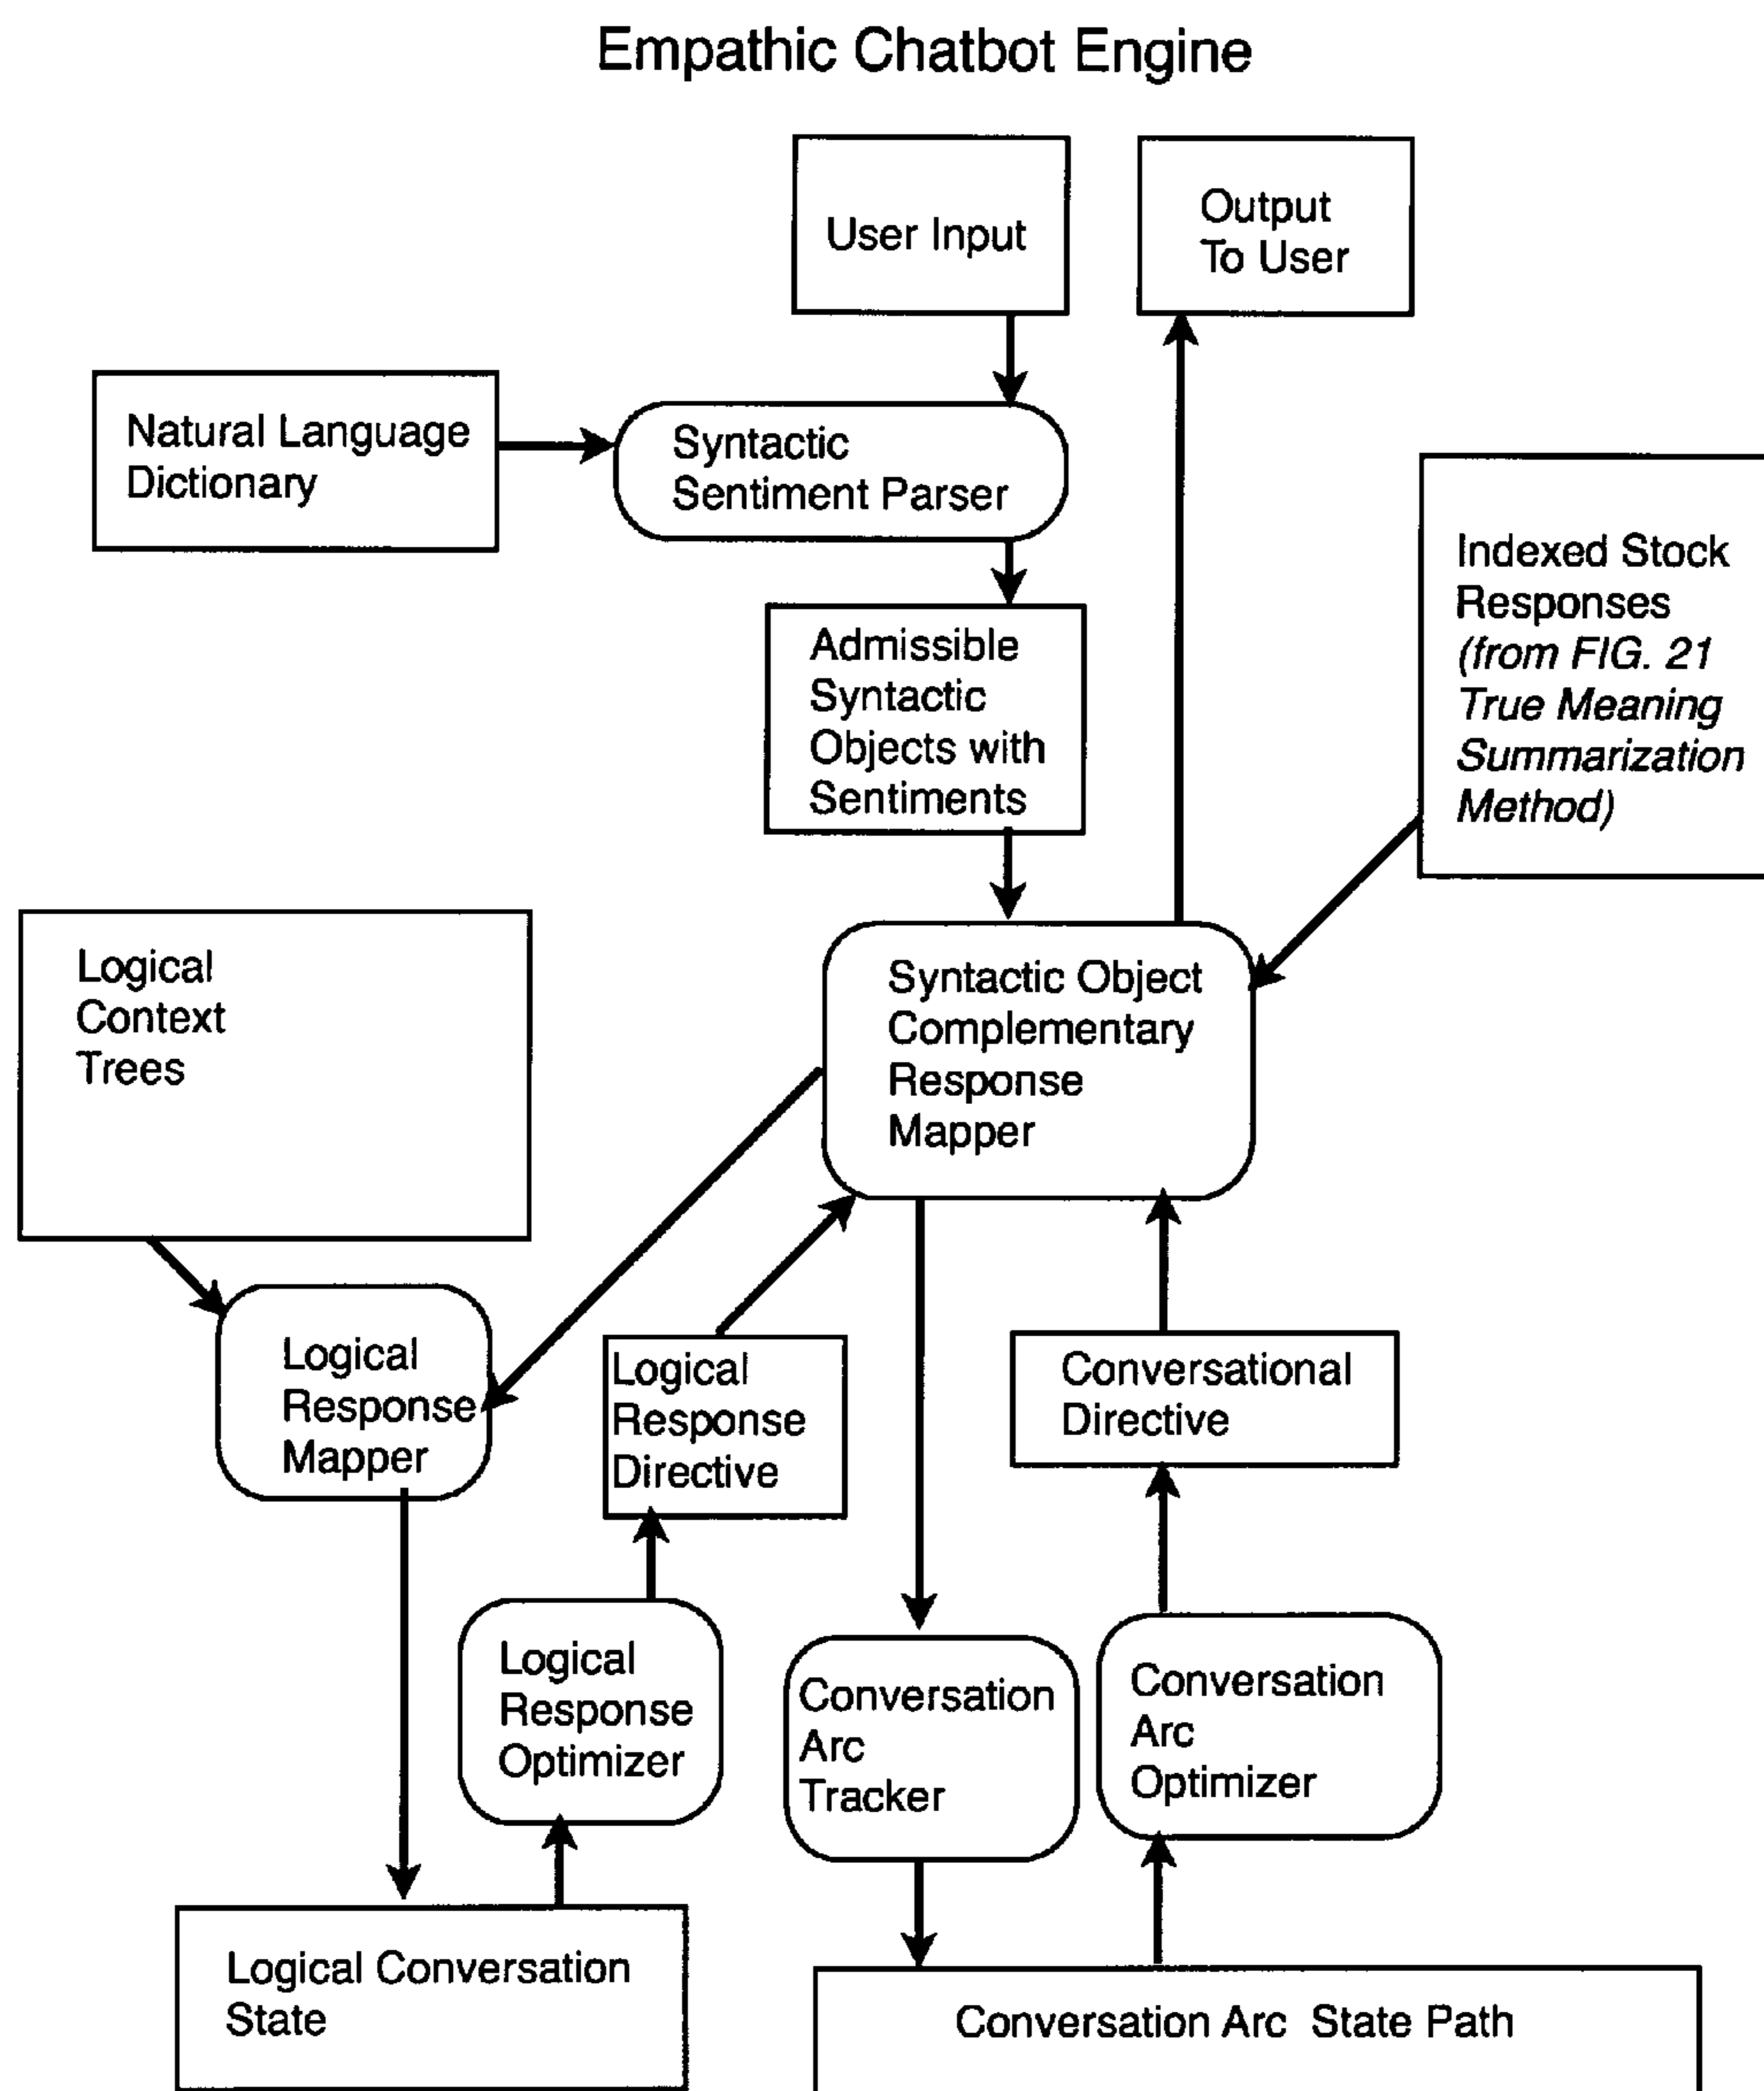 Empathic Chatbot Engine
User Input
Output
To User
Natural Language
Dictionary
Syntactic
Sentiment Parser
Indexed Stock
Responses
(from FIG. 21
True Meaning
Summarization
Method)
Admissible
Syntactic
Objects with
Sentiments
Logical
Context
Trees
Syntactic Object
Complementary
Response
Mapper
Logical
Response
Mapper
Logical
Response
Directive
Conversational
Directive
Logical
Response
Optimizer
Conversation
Arc
Tracker
Conversation
Arc
Optimizer
Logical Conversation
State
Conversation Arc State Path